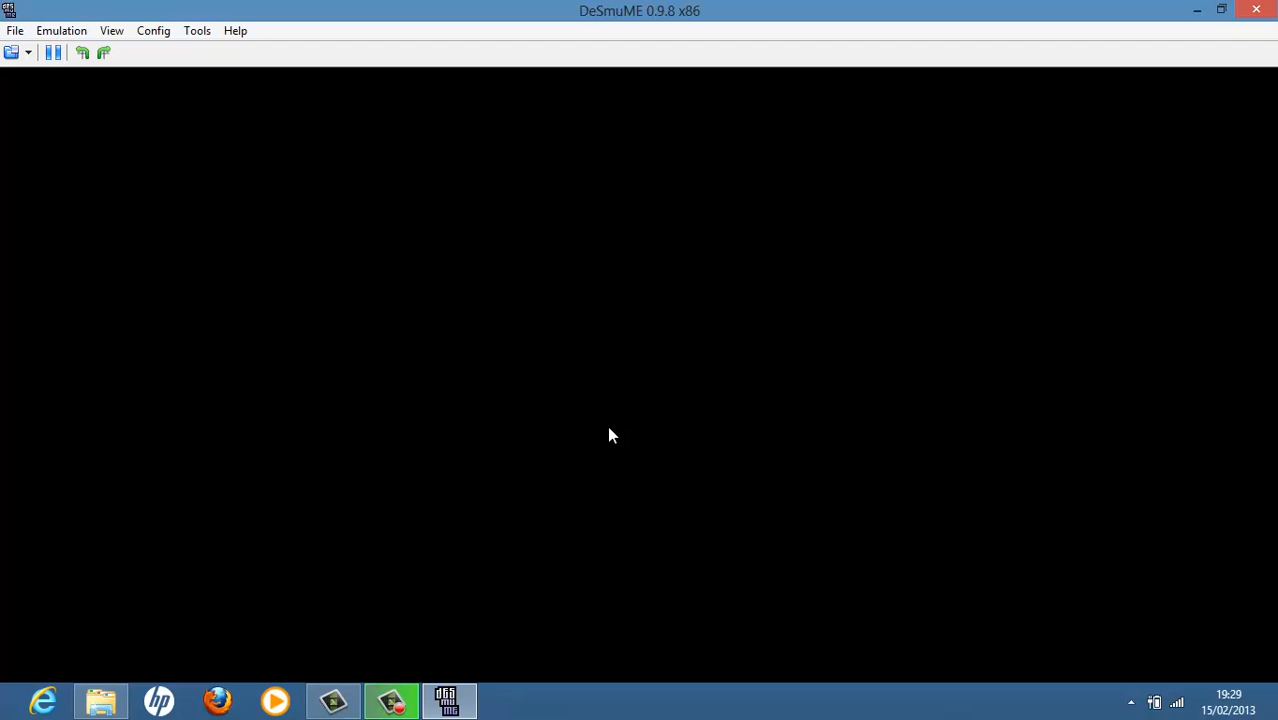 DeSmuME 0.9.8 x86
File Emulation View Config Tools Help
hp
19:29
15/02/2013